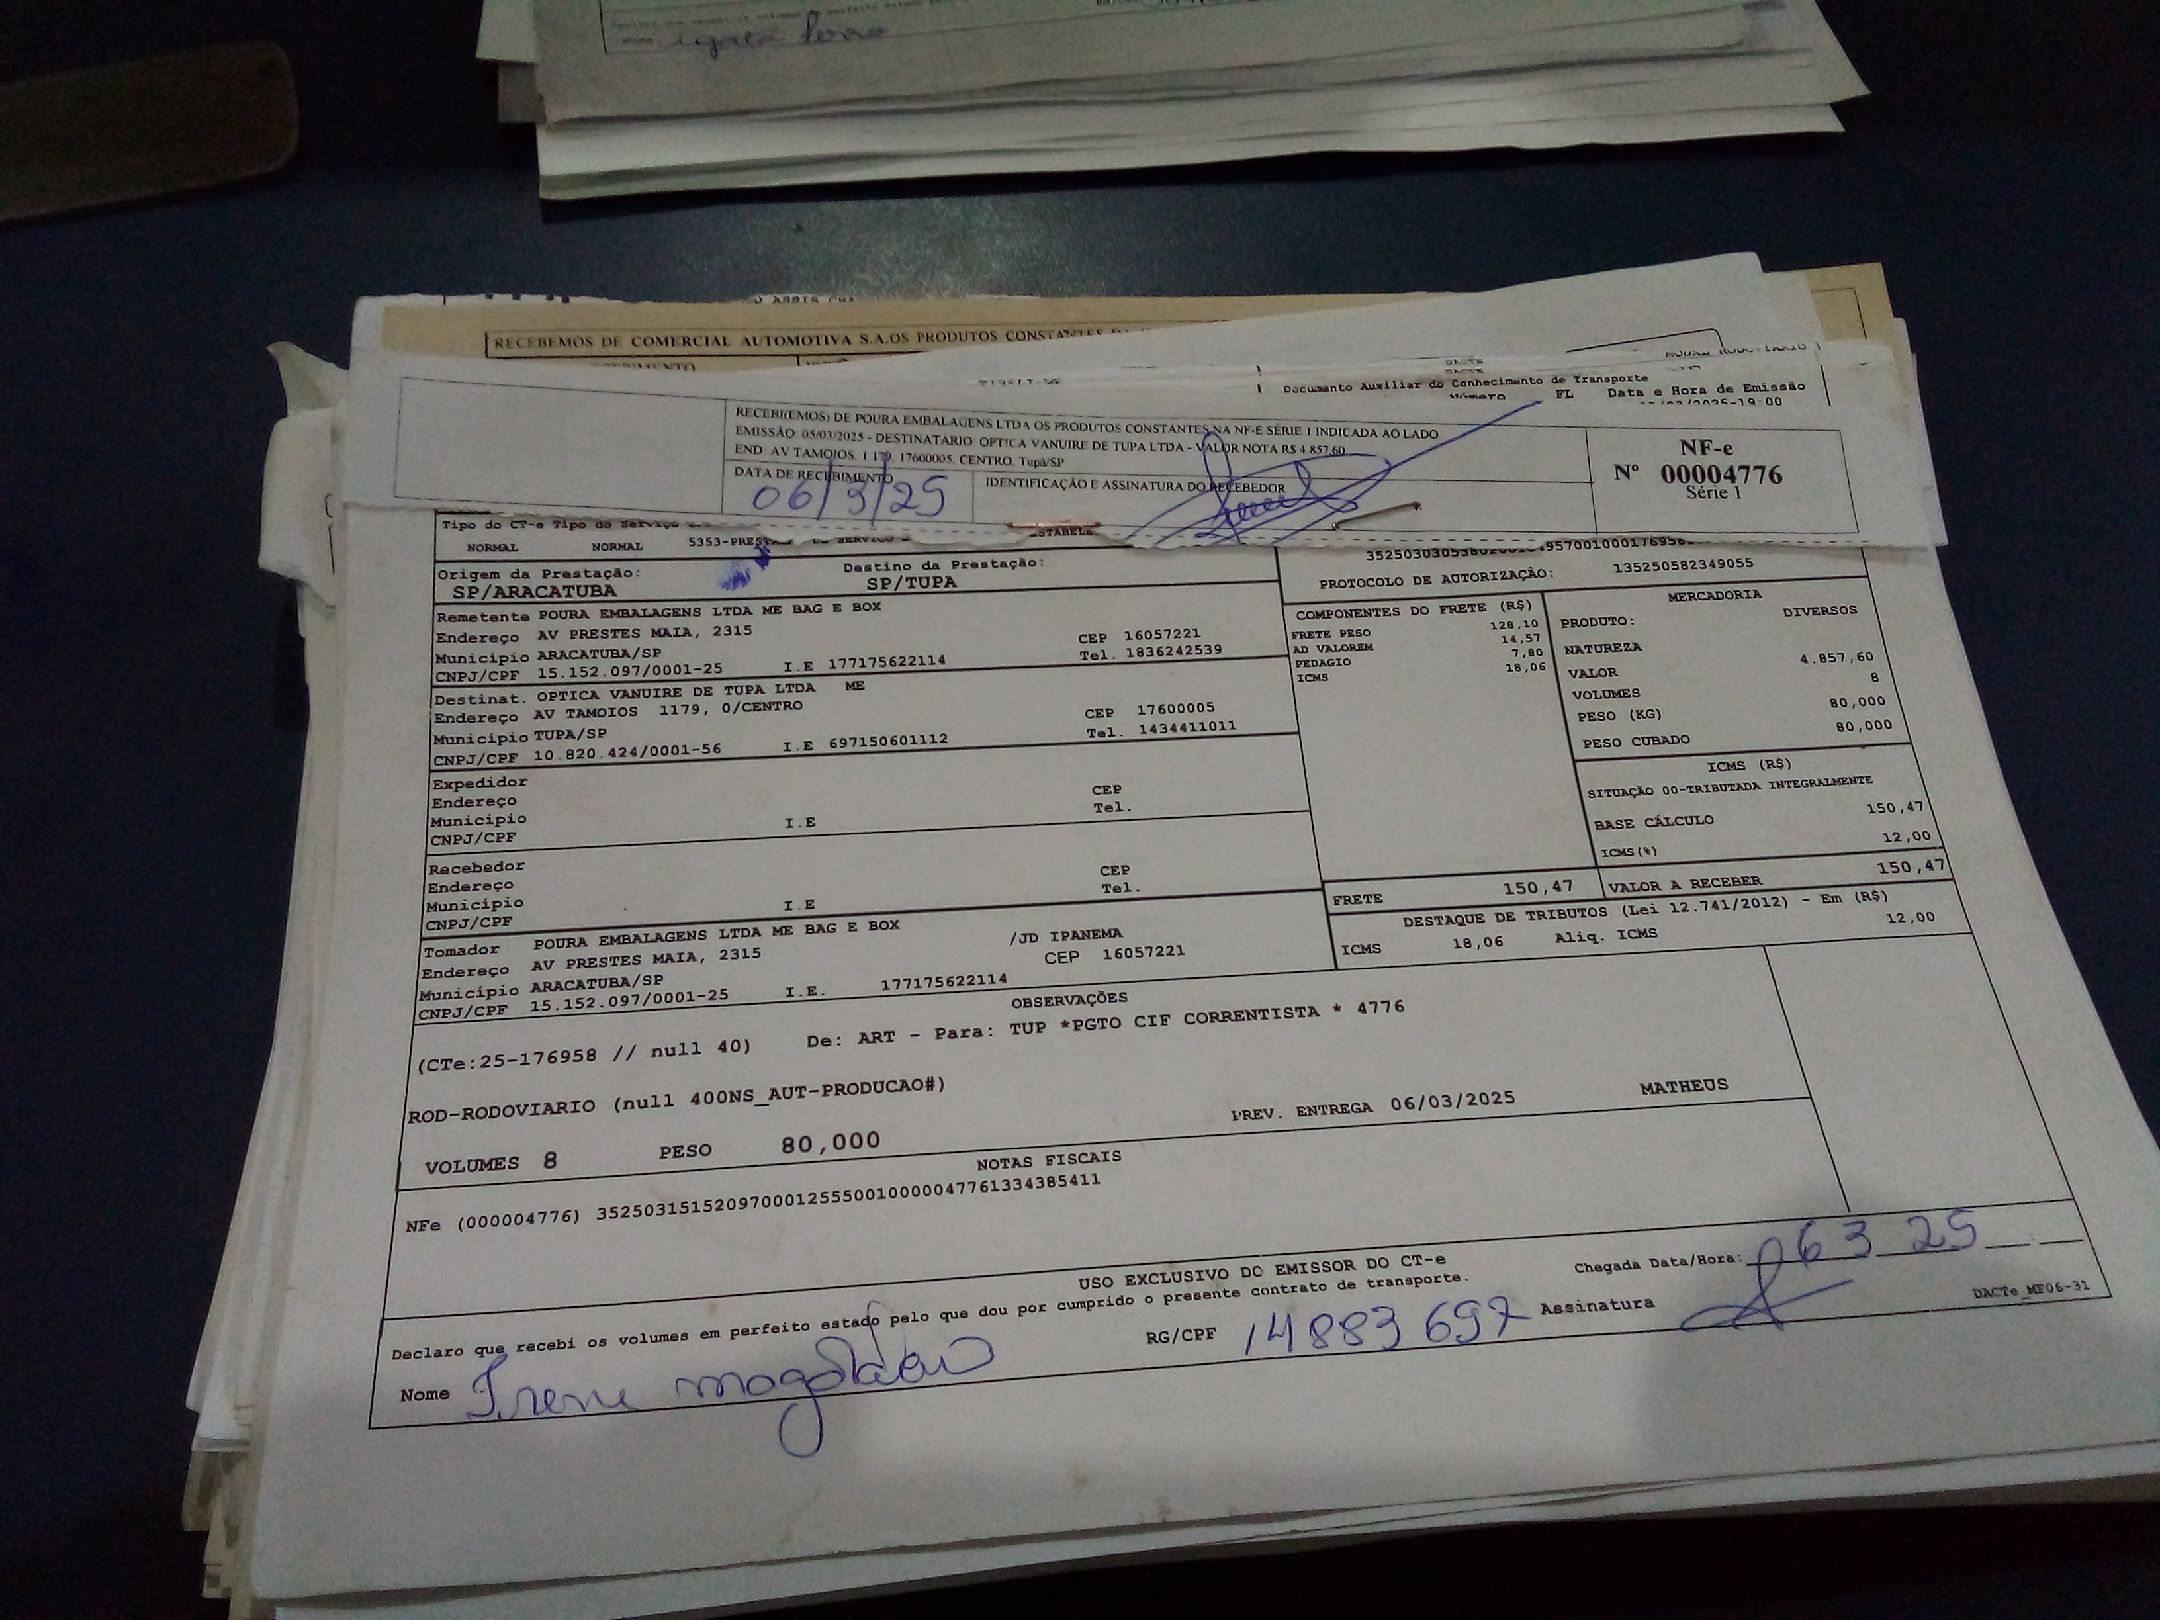 RECEBEMOS DE COMERCIAL AUTOMOTIVA S.A.OS PRODUTOS CONSTANTES
DACTE
Documento Auxiliar do Conhecimento de Transporte
Número FL Data e Hora de Emissão
RECEBI(EMOS) DE POURA EMBALAGENS LTDA OS PRODUTOS CONSTANTES NA NF-E SÉRIE 1 INDICADA AO LADO
EMISSÃO: 05/03/2025 - DESTINATÁRIO: OPTICA VANUIRE DE TUPA LTDA - VALOR NOTA R$ 4.857,60
END. AV TAMOIOS, 1179, 17600005, CENTRO, Tupã/SP
DATA DE RECEBIMENTO IDENTIFICAÇÃO E ASSINATURA DO RECEBEDOR
06/3/25
NF-e
Nº 00004776
Série 1
Tipo do CT-e Tipo do Serviço
NORMAL NORMAL
Origem da Prestação: Destino da Prestação:
SP/ARACATUBA SP/TUPA
PROTOCOLO DE AUTORIZAÇÃO: 135250582349055
Remetente POURA EMBALAGENS LTDA ME BAG E BOX
Endereço AV PRESTES MAIA, 2315 CEP 16057221
Município ARACATUBA/SP Tel. 1836242539
CNPJ/CPF 15.152.097/0001-25 I.E 177175622114
Destinat. OPTICA VANUIRE DE TUPA LTDA ME
Endereço AV TAMOIOS 1179, 0/CENTRO CEP 17600005
Município TUPA/SP Tel. 1434411011
CNPJ/CPF 10.820.424/0001-56 I.E 697150601112
Expedidor
Endereço CEP
Município Tel.
CNPJ/CPF I.E
Recebedor
Endereço CEP
Município Tel.
CNPJ/CPF I.E
Tomador POURA EMBALAGENS LTDA ME BAG E BOX
Endereço AV PRESTES MAIA, 2315 /JD IPANEMA
Município ARACATUBA/SP CEP 16057221
CNPJ/CPF 15.152.097/0001-25 I.E. 177175622114
COMPONENTES DO FRETE (R$)
FRETE PESO 128,10
AD VALOREM 14,57
PEDAGIO 7,80
ICMS 18,06
FRETE 150,47
MERCADORIA
PRODUTO: DIVERSOS
NATUREZA
VALOR 4.857,60
VOLUMES 8
PESO (KG) 80,000
PESO CUBADO 80,000
ICMS (R$)
SITUAÇÃO 00-TRIBUTADA INTEGRALMENTE
BASE CÁLCULO 150,47
ICMS(%) 12,00
VALOR A RECEBER 150,47
DESTAQUE DE TRIBUTOS (Lei 12.741/2012) - Em (R$)
ICMS 18,06 Aliq. ICMS 12,00
OBSERVAÇÕES
(CTe:25-176958 // null 40) De: ART - Para: TUP *PGTO CIF CORRENTISTA * 4776
ROD-RODOVIARIO (null 400NS_AUT-PRODUCAO#)
PREV. ENTREGA 06/03/2025 MATHEUS
VOLUMES 8 PESO 80,000
NOTAS FISCAIS
NFe (000004776) 35250315152097000125550010000047761334385411
USO EXCLUSIVO DO EMISSOR DO CT-e
Chegada Data/Hora: 6 3 25
Declaro que recebi os volumes em perfeito estado pelo que dou por cumprido o presente contrato de transporte.
Nome Irene RG/CPF 14883697 Assinatura
DACTe_MF06-31